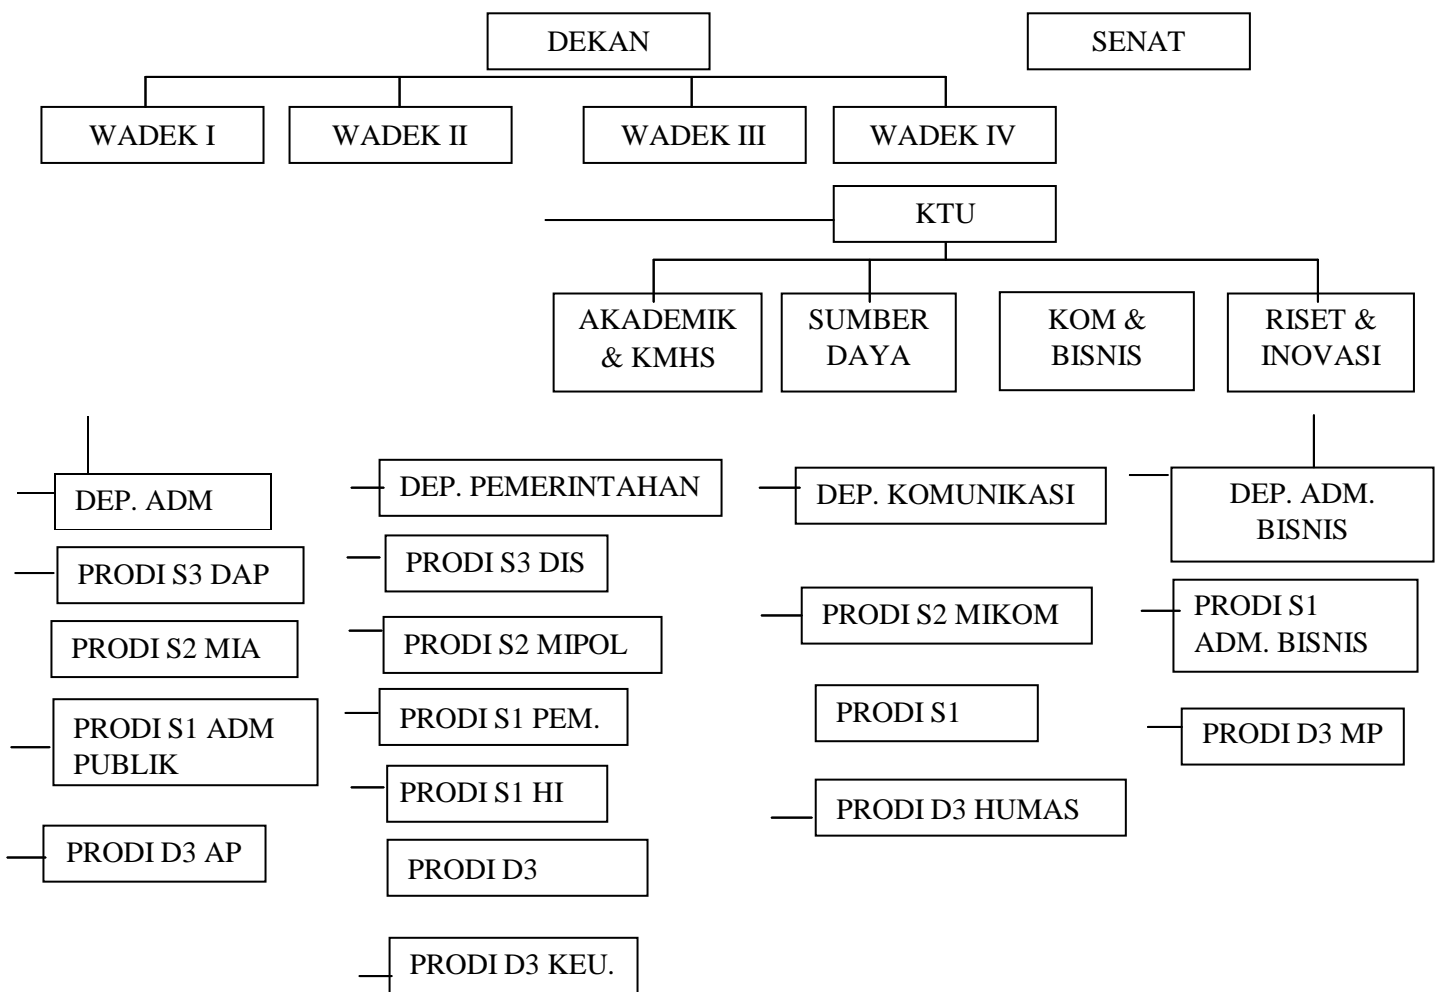 DEKAN
SENAT
WADEK I
WADEK II
WADEK III
WADEK IV
KTU
AKADEMIK
& KMHS
SUMBER
DAYA
KOM &
BISNIS
RISET &
INOVASI
DEP. ADM
PRODI S3 DAP
PRODI S2 MIA
PRODI S1 ADM
PUBLIK
PRODI D3 AP
DEP. PEMERINTAHAN
PRODI S3 DIS
PRODI S2 MIPOL
PRODI S1 PEM.
PRODI S1 HI
PRODI D3
PRODI D3 KEU.
DEP. KOMUNIKASI
PRODI S2 MIKOM
PRODI S1
PRODI D3 HUMAS
DEP. ADM.
BISNIS
PRODI S1
ADM. BISNIS
PRODI D3 MP